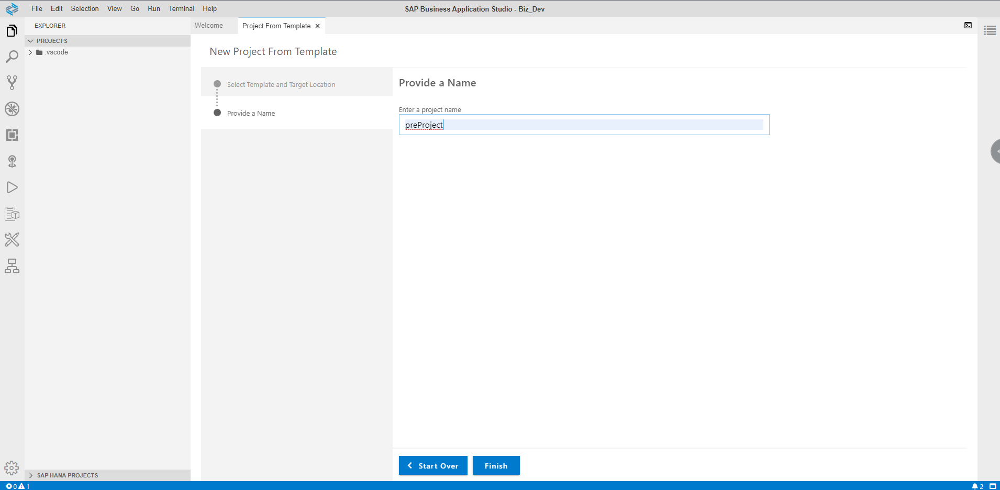 File Edit Selection View Go Run Terminal Help
SAP Business Application Studio - Biz_Dev
EXPLORER
PROJECTS
.vscode
SAP HANA PROJECTS
Welcome
Project From Template
New Project From Template
Select Template and Target Location
Provide a Name
Provide a Name
Enter a project name
preProject
Start Over
Finish
0 1
2